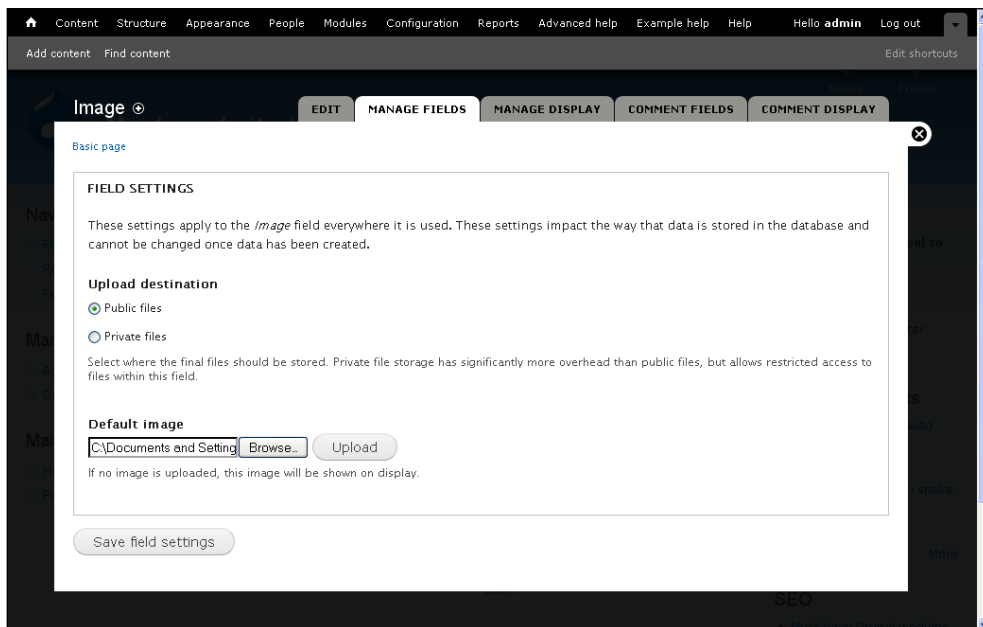 Content Structure Appearance People Modules Configuration Reports Advanced help Example help Help Hello admin Log out
Add content Find content Edit shortcuts
Home Forum
Image
EDIT MANAGE FIELDS MANAGE DISPLAY COMMENT FIELDS COMMENT DISPLAY
Basic page
FIELD SETTINGS
These settings apply to the Image field everywhere it is used. These settings impact the way that data is stored in the database and
cannot be changed once data has been created.
Upload destination
Public files
Private files
Select where the final files should be stored. Private file storage has significantly more overhead than public files, but allows restricted access to
files within this field.
Default image
C:\Documents and Setting Browse... Upload
If no image is uploaded, this image will be shown on display.
Save field settings
snake
More
SEO